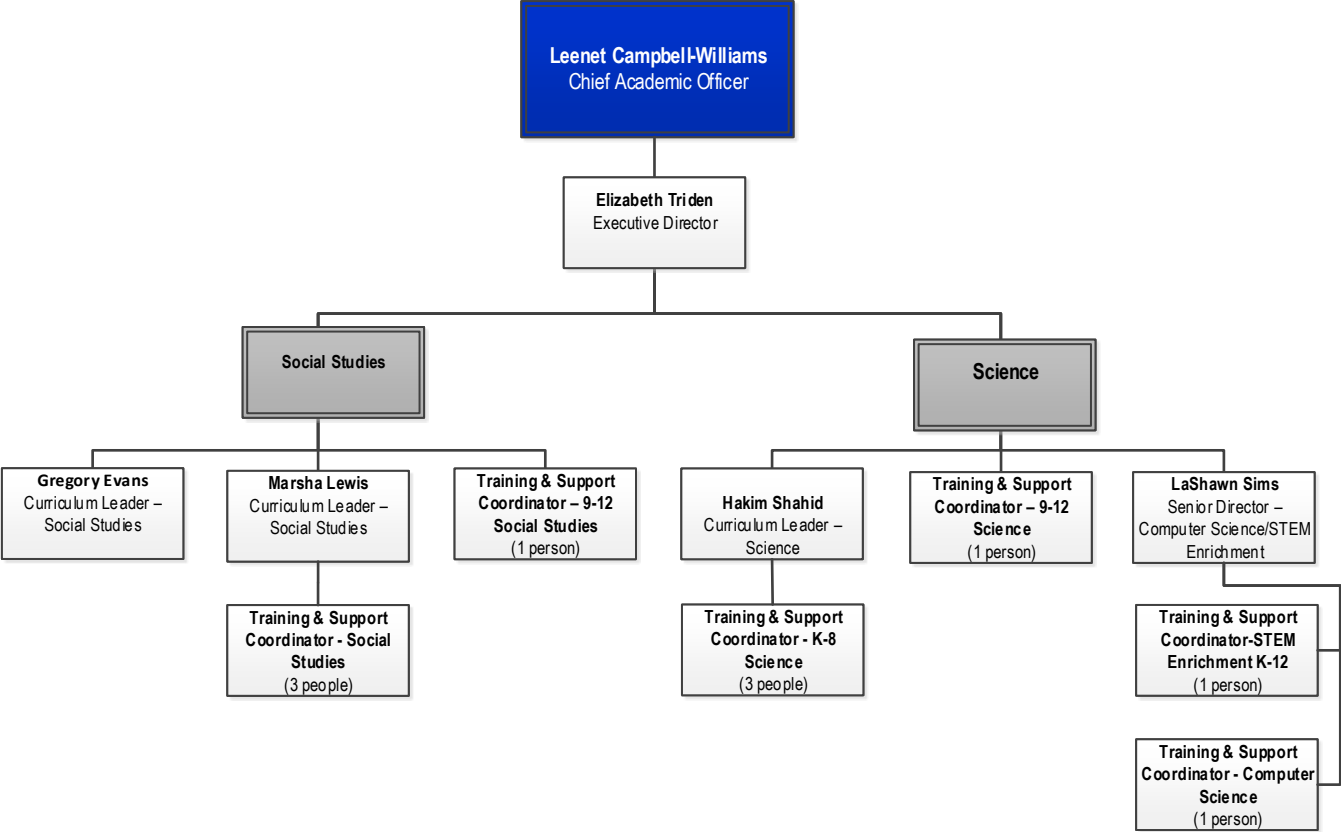 Leenet Campbell-Williams
Chief Academic Officer
Elizabeth Triden
Executive Director
Social Studies
Science
Gregory Evans
Curriculum Leader –
Social Studies
Marsha Lewis
Curriculum Leader –
Social Studies
Training & Support
Coordinator – 9-12
Social Studies
(1 person)
Hakim Shahid
Curriculum Leader –
Science
Training & Support
Coordinator – 9-12
Science
(1 person)
LaShawn Sims
Senior Director –
Computer Science/STEM
Enrichment
Training & Support
Coordinator - Social
Studies
(3 people)
Training & Support
Coordinator - K-8
Science
(3 people)
Training & Support
Coordinator-STEM
Enrichment K-12
(1 person)
Training & Support
Coordinator - Computer
Science
(1 person)